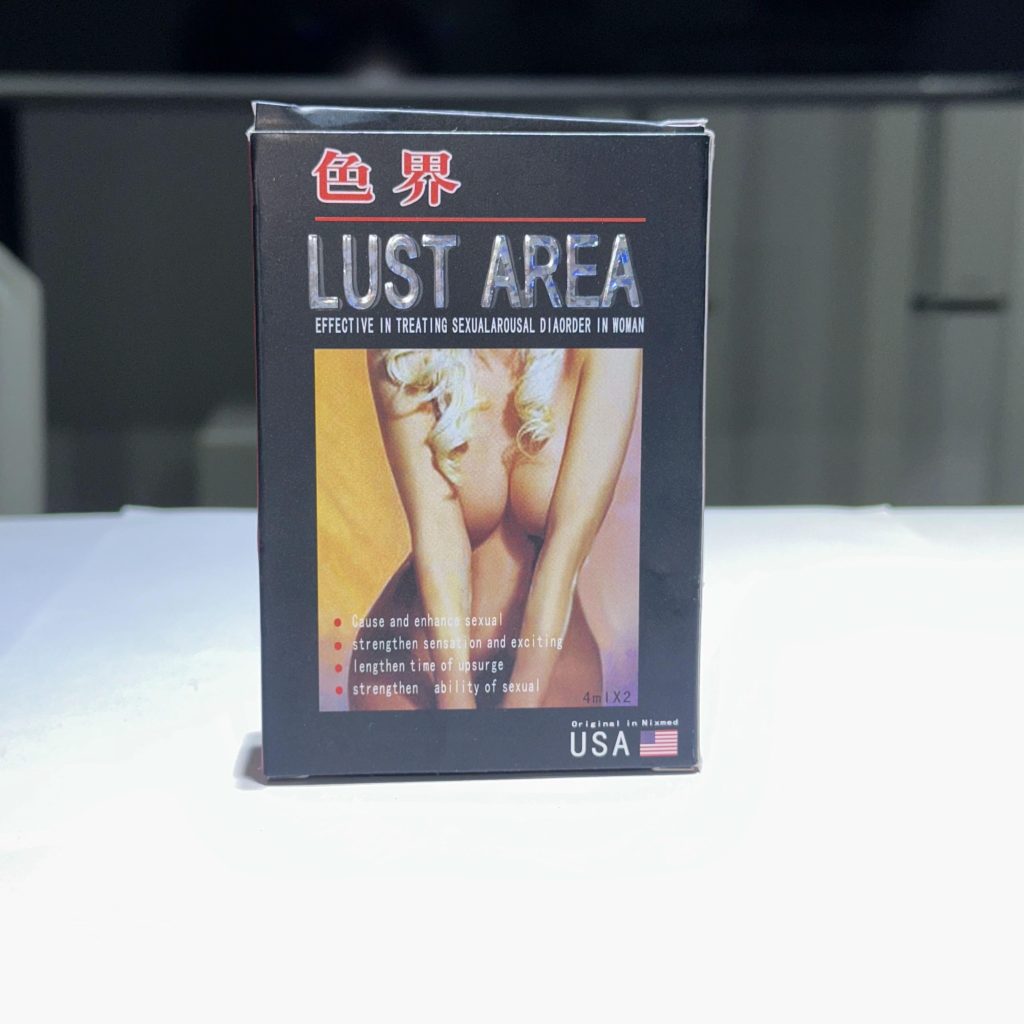 色界
LUST AREA
EFFECTIVE IN TREATING SEXUALAROUSAL DIAORDER IN WOMAN
Cause and enhance sexual
strengthen sensation and exciting
lengthen time of upsurge
strengthen ability of sexual
4mlX2
Original in Nixmed
USA